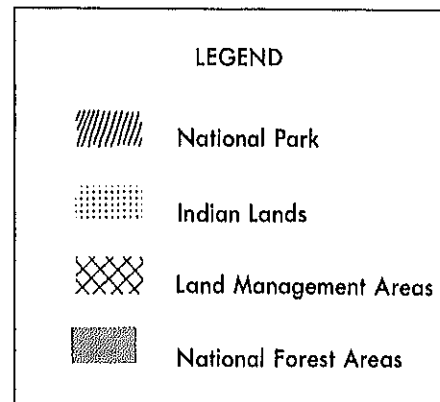 LEGEND
National Park
Indian Lands
Land Management Areas
National Forest Areas